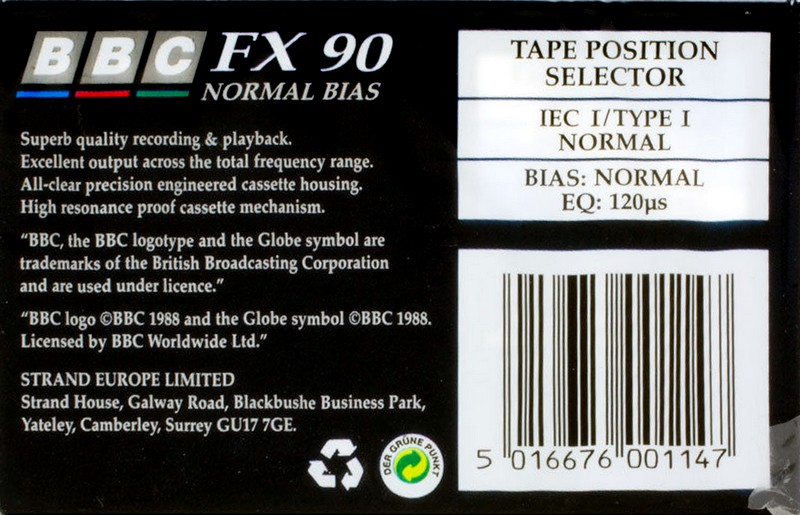 BBC FX 90
NORMAL BIAS
Superb quality recording & playback.
Excellent output across the total frequency range.
All-clear precision engineered cassette housing.
High resonance proof cassette mechanism.
“BBC, the BBC logotype and the Globe symbol are
trademarks of the British Broadcasting Corporation
and are used under licence.”
“BBC logo ©BBC 1988 and the Globe symbol ©BBC 1988.
Licensed by BBC Worldwide Ltd.”
STRAND EUROPE LIMITED
Strand House, Galway Road, Blackbushe Business Park,
Yateley, Camberley, Surrey GU17 7GE.
DER GRÜNE PUNKT
TAPE POSITION
SELECTOR
IEC I/TYPE I
NORMAL
BIAS: NORMAL
EQ: 120µs
5 016676 001147